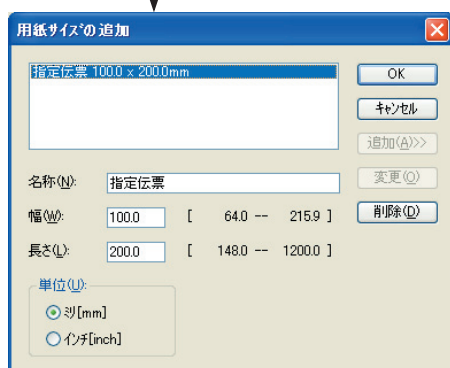 用紙サイズの追加
指定伝票 100.0 x 200.0mm
OK
キャンセル
追加(A)>>
変更(O)
削除(D)
名称(N): 指定伝票
幅(W): 100.0 [ 64.0 -- 215.9 ]
長さ(L): 200.0 [ 148.0 -- 1200.0 ]
単位(U):
ミリ[mm]
インチ[inch]